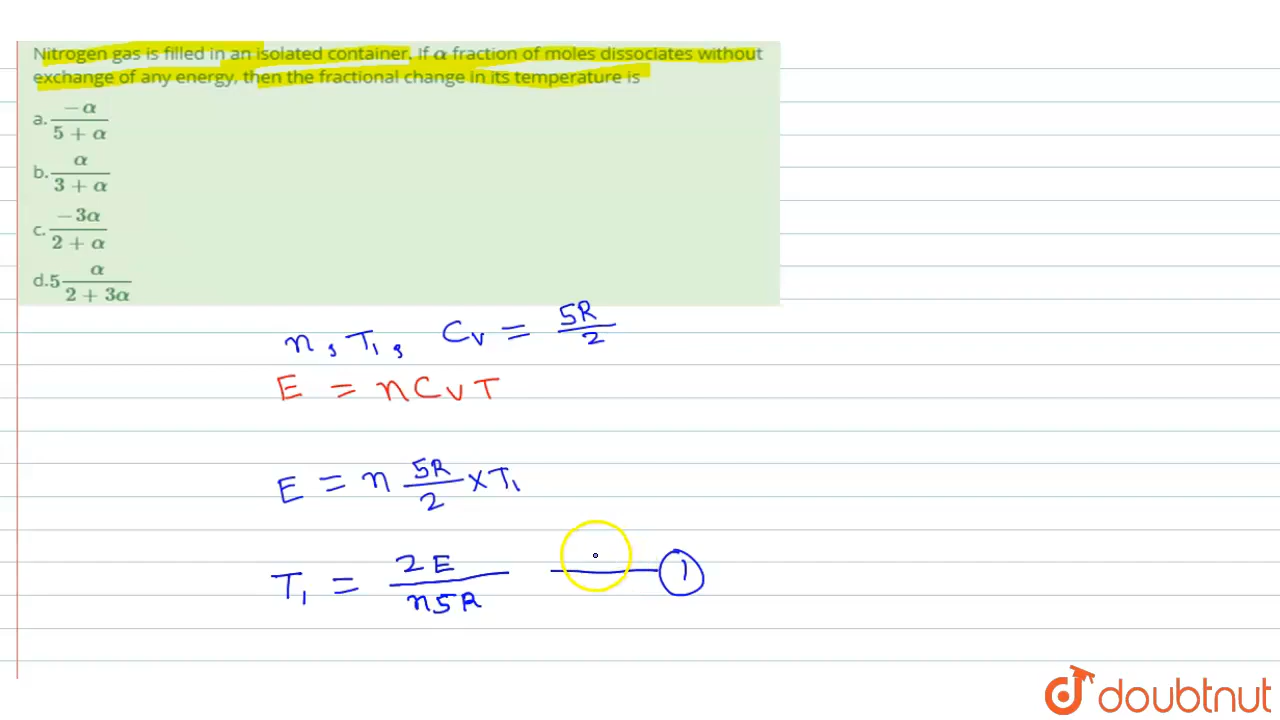 Nitrogen gas is filled in an isolated container. If α fraction of moles dissociates without
exchange of any energy, then the fractional change in its temperature is
a. −α / 5 + α
b. α / 3 + α
c. −3α / 2 + α
d. 5 α / 2 + 3α
n, T₁, Cv = 5R / 2
E = nCvT
E = n 5R / 2 × T₁
T₁ = 2E / n5R — 1
doubtnut